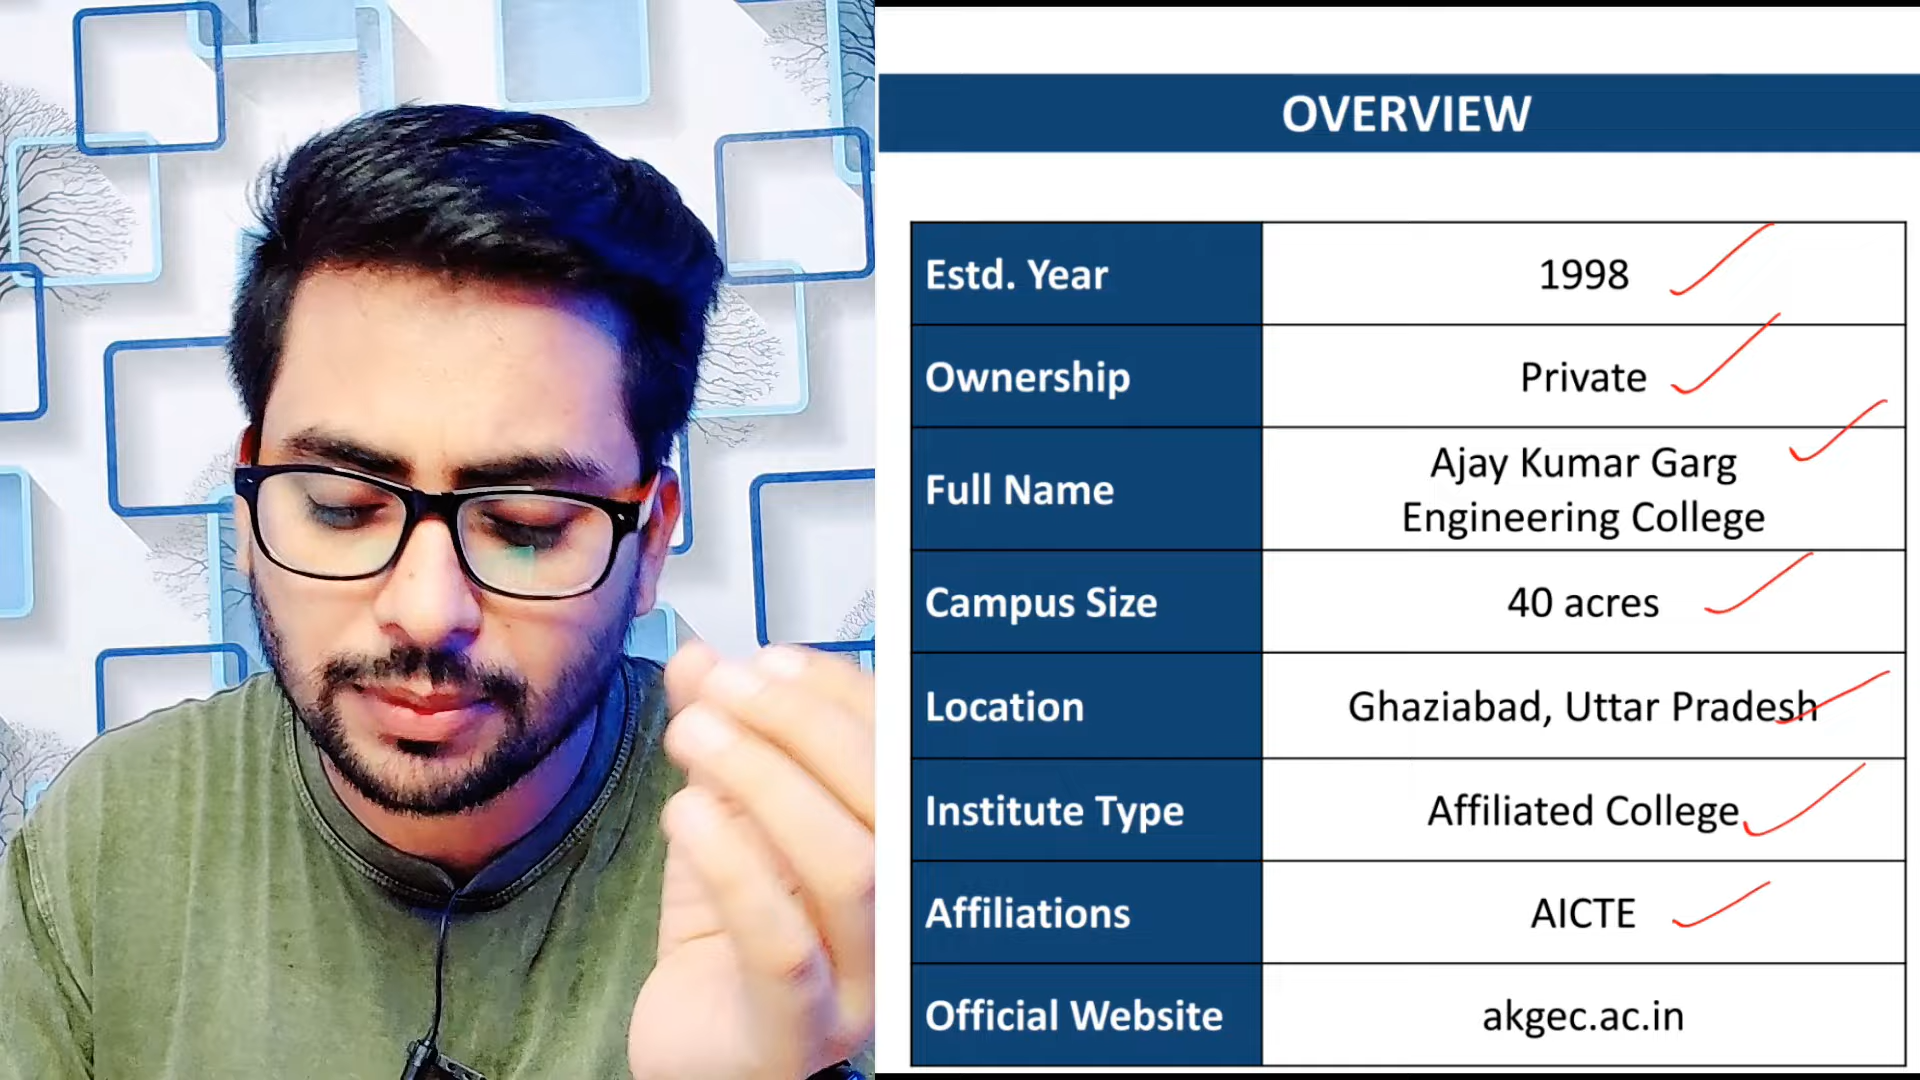 OVERVIEW
Estd. Year
1998
Ownership
Private
Full Name
Ajay Kumar Garg
Engineering College
Campus Size
40 acres
Location
Ghaziabad, Uttar Pradesh
Institute Type
Affiliated College
Affiliations
AICTE
Official Website
akgec.ac.in